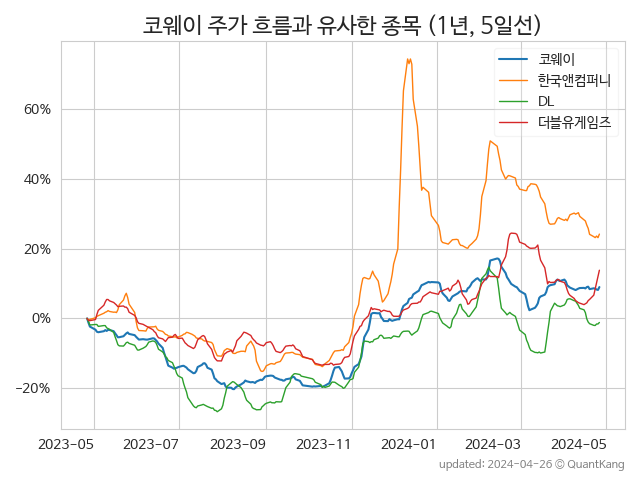 코웨이 주가 흐름과 유사한 종목 (1년, 5일선)
코웨이
한국앤컴퍼니
DL
더블유게임즈
60%
40%
20%
0%
−20%
2023-05 2023-07 2023-09 2023-11 2024-01 2024-03 2024-05
updated: 2024-04-26 © QuantKang